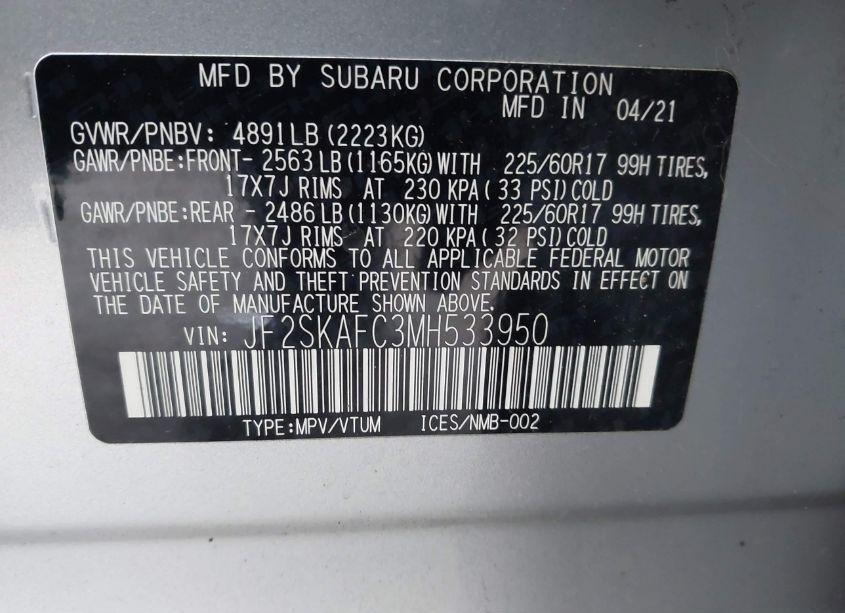 MFD BY SUBARU CORPORATION
MFD IN 04/21
GVWR/PNBV: 4891LB (2223KG)
GAWR/PNBE:FRONT- 2563LB (1165KG) WITH 225/60R17 99H TIRES,
17X7J RIMS AT 230 KPA( 33 PSI) COLD
GAWR/PNBE:REAR - 2486LB (1130KG) WITH 225/60R17 99H TIRES,
17X7J RIMS AT 220 KPA( 32 PSI) COLD
THIS VEHICLE CONFORMS TO ALL APPLICABLE FEDERAL MOTOR
VEHICLE SAFETY AND THEFT PREVENTION STANDARDS IN EFFECT ON
THE DATE OF MANUFACTURE SHOWN ABOVE.
VIN: JF2SKAFC3MH533950
TYPE:MPV/VTUM ICES/NMB-002